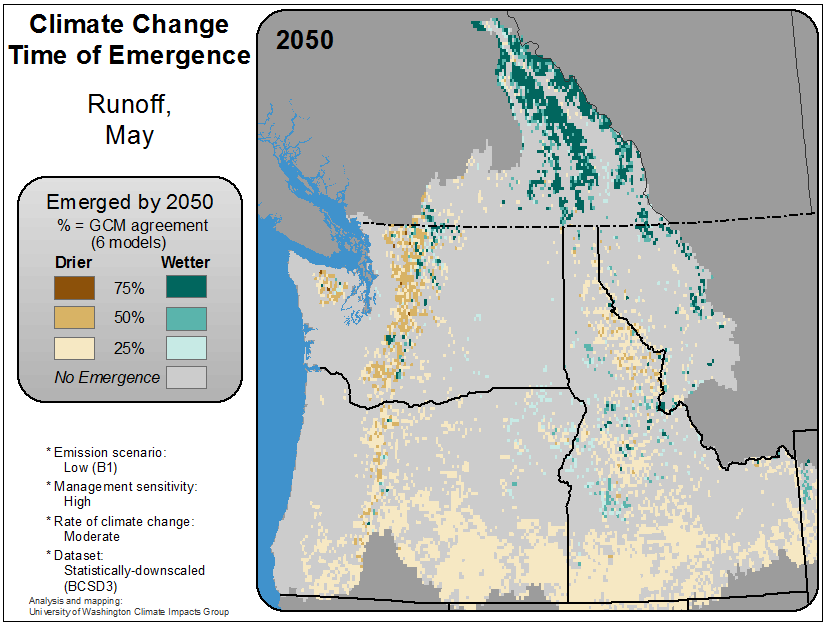 Climate Change
Time of Emergence
Runoff,
May
2050
Emerged by 2050
% = GCM agreement
(6 models)
Drier Wetter
75%
50%
25%
No Emergence
* Emission scenario:
Low (B1)
* Management sensitivity:
High
* Rate of climate change:
Moderate
* Dataset:
Statistically-downscaled
(BCSD3)
Analysis and mapping:
University of Washington Climate Impacts Group